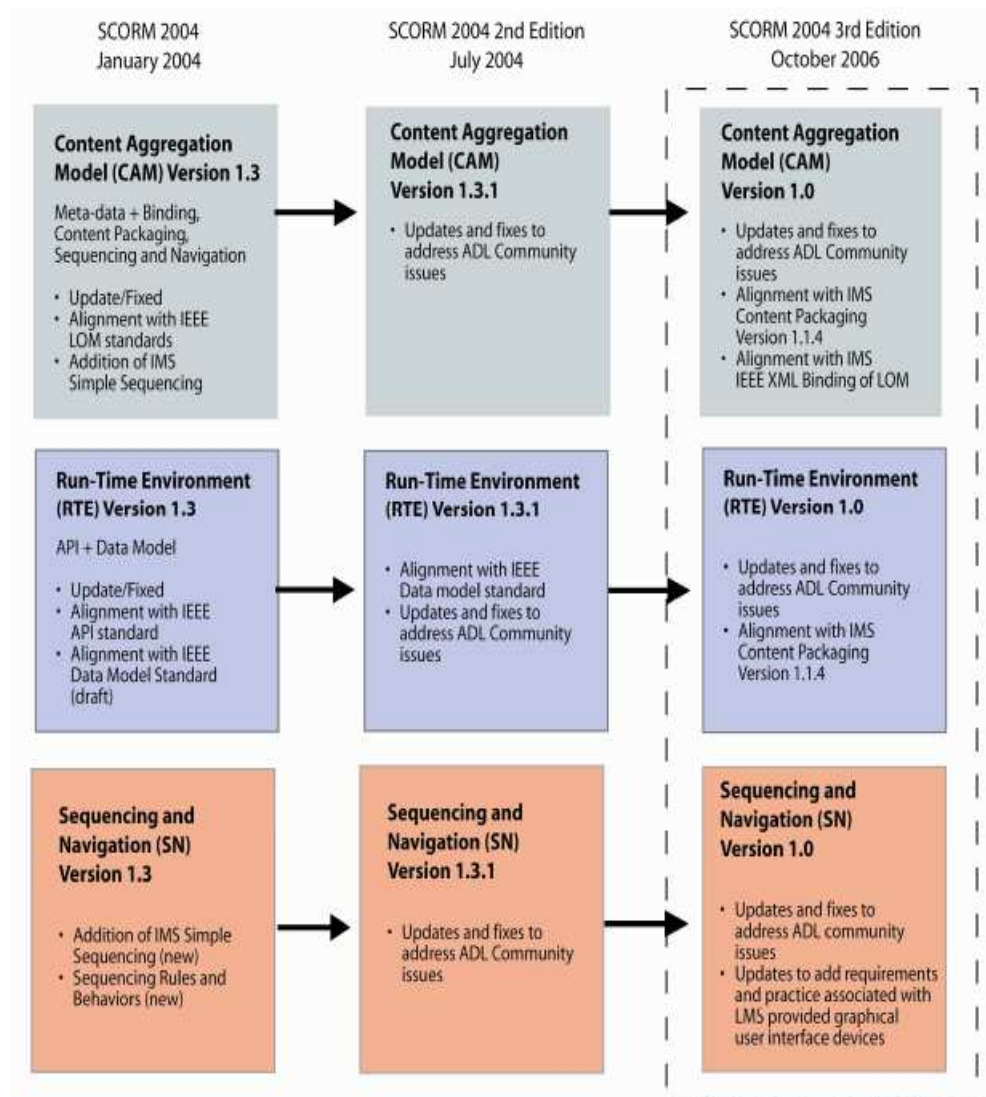 SCORM 2004
January 2004
SCORM 2004 2nd Edition
July 2004
SCORM 2004 3rd Edition
October 2006
Content Aggregation
Model (CAM) Version 1.3
Meta-data + Binding,
Content Packaging,
Sequencing and Navigation
• Update/Fixed
• Alignment with IEEE
LOM standards
• Addition of IMS
Simple Sequencing
Content Aggregation
Model (CAM)
Version 1.3.1
• Updates and fixes to
address ADL Community
issues
Content Aggregation
Model (CAM)
Version 1.0
• Updates and fixes to
address ADL Community
issues
• Alignment with IMS
Content Packaging
Version 1.1.4
• Alignment with IMS
IEEE XML Binding of LOM
Run-Time Environment
(RTE) Version 1.3
API + Data Model
• Update/Fixed
• Alignment with IEEE
API standard
• Alignment with IEEE
Data Model Standard
(draft)
Run-Time Environment
(RTE) Version 1.3.1
• Alignment with IEEE
Data model standard
• Updates and fixes to
address ADL Community
issues
Run-Time Environment
(RTE) Version 1.0
• Updates and fixes to
address ADL Community
issues
• Alignment with IMS
Content Packaging
Version 1.1.4
Sequencing and
Navigation (SN)
Version 1.3
• Addition of IMS Simple
Sequencing (new)
• Sequencing Rules and
Behaviors (new)
Sequencing and
Navigation (SN)
Version 1.3.1
• Updates and fixes to
address ADL Community
issues
Sequencing and
Navigation (SN)
Version 1.0
• Updates and fixes to
address ADL community
issues
• Updates to add requirements
and practice associated with
LMS provided graphical
user interface devices